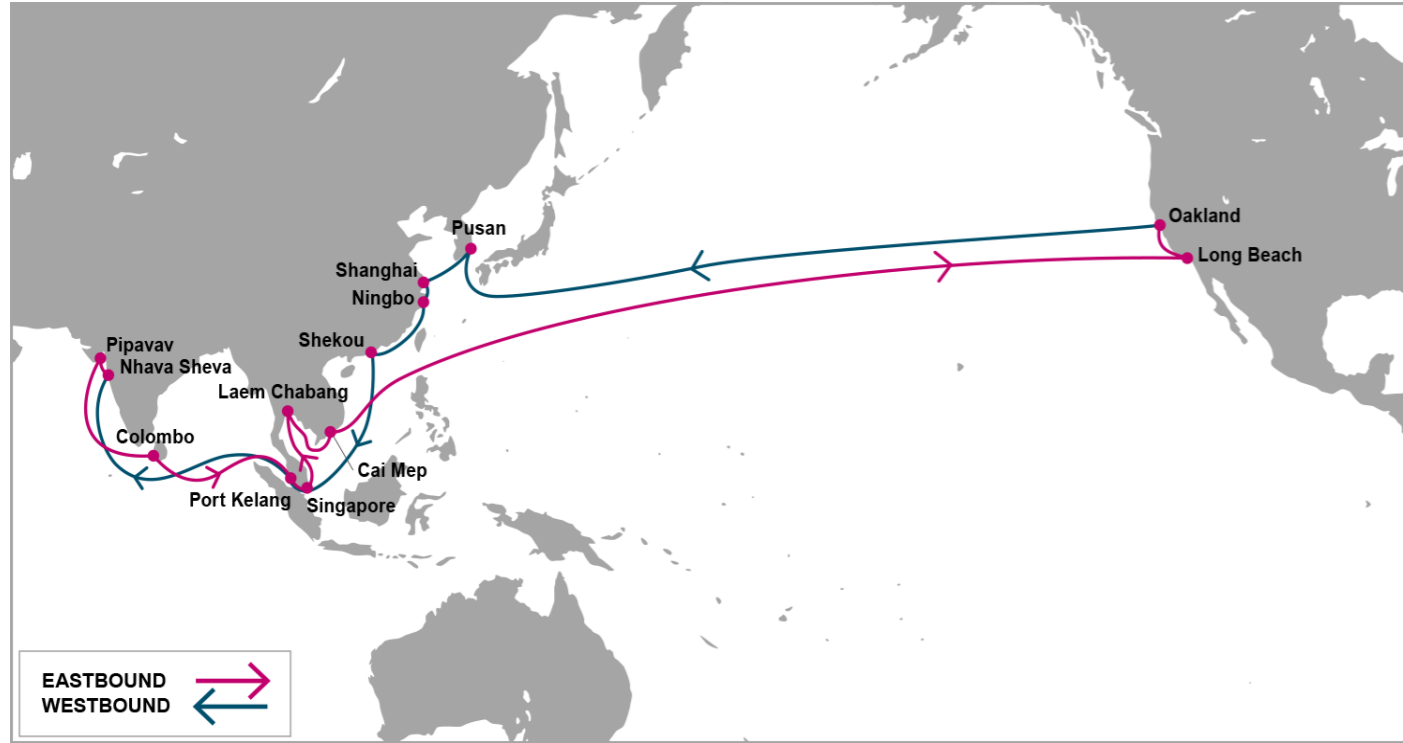 Oakland
Pusan
Long Beach
Shanghai
Ningbo
Shekou
Pipavav
Nhava Sheva
Laem Chabang
Colombo
Cai Mep
Port Kelang
Singapore
EASTBOUND
WESTBOUND